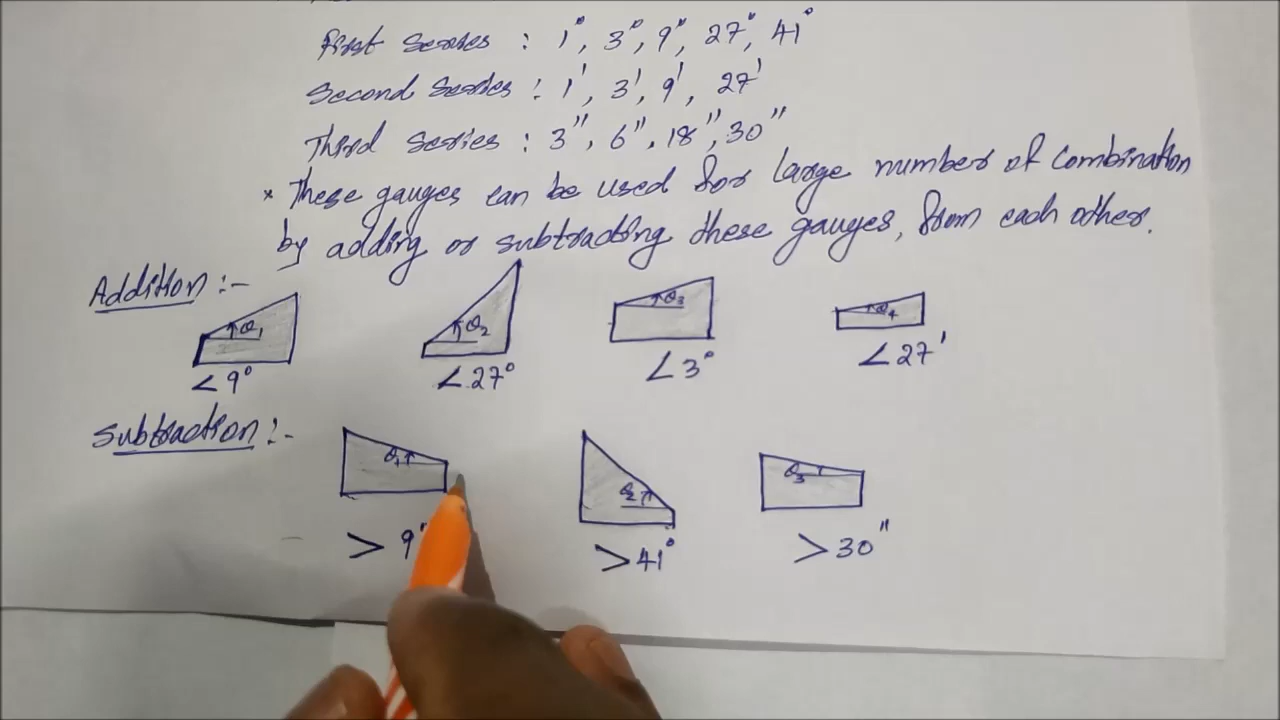 First Series : 1°, 3°, 9°, 27°, 41°
Second Series : 1', 3', 9', 27'
Third Series : 3", 6", 18", 30"
* These gauges can be used for large number of combination
by adding or subtracting these gauges, from each other.
Addition :-
θ1 θ2 θ3 θ4
∠9° ∠27° ∠3° ∠27'
Subtraction :-
θ1 θ2 θ3
> 9 >41° >30"